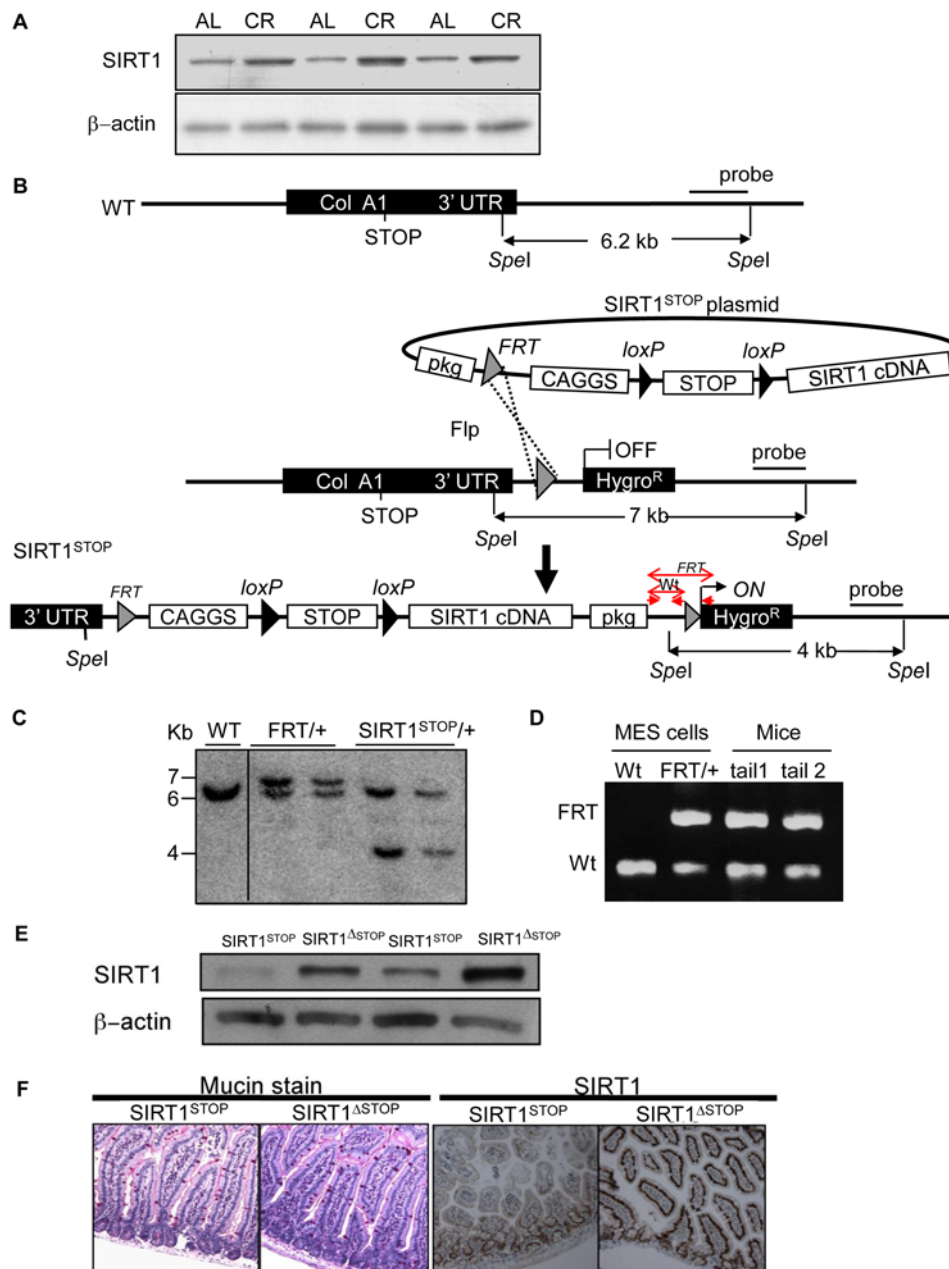 A
AL CR AL CR AL CR
SIRT1
β−actin
B
probe
WT
Col A1 3' UTR
STOP
6.2 kb
SpeI SpeI
SIRT1STOP plasmid
pkg FRT CAGGS loxP STOP loxP SIRT1 cDNA
Flp
OFF
probe
Col A1 3' UTR HygroR
STOP
7 kb
SpeI SpeI
SIRT1STOP
FRT loxP loxP FRT Wt ON probe
3' UTR CAGGS STOP SIRT1 cDNA pkg HygroR
SpeI SpeI 4 kb SpeI
C
Kb WT FRT/+ SIRT1STOP/+
7
6
4
D
MES cells Mice
Wt FRT/+ tail1 tail 2
FRT
Wt
E
SIRT1STOP SIRT1ΔSTOP SIRT1STOP SIRT1ΔSTOP
SIRT1
β−actin
F
Mucin stain SIRT1
SIRT1STOP SIRT1ΔSTOP SIRT1STOP SIRT1ΔSTOP